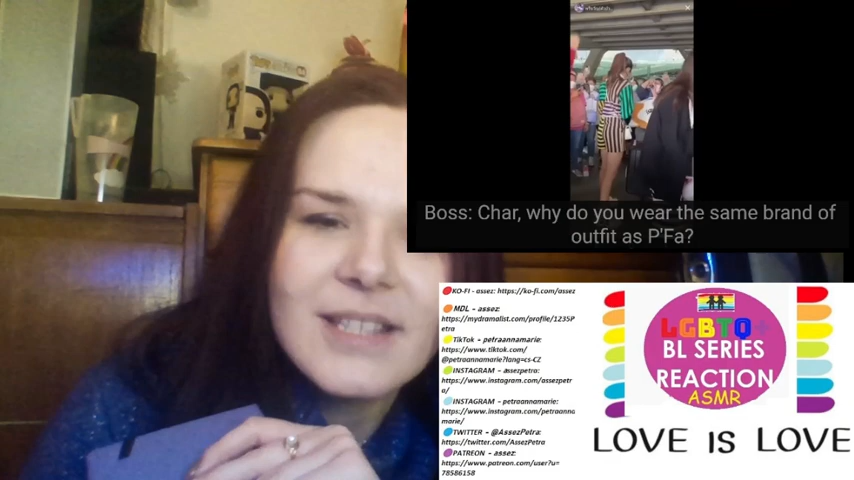 Boss: Char, why do you wear the same brand of
outfit as P'Fa?
KO-FI - assez: https://ko-fi.com/assez
MDL - assez:
https://mydramalist.com/profile/1235P
etra
TikTok - petraannamarie:
https://www.tiktok.com/
@petraannamarie?lang=cs-CZ
INSTAGRAM - assezpetra:
https://www.instagram.com/assezpetr
a/
INSTAGRAM - petraannamarie:
https://www.instagram.com/petraanna
marie/
TWITTER - @AssezPetra:
https://twitter.com/AssezPetra
PATREON - assez:
https://www.patreon.com/user?u=
78586158
LGBTQ+
BL SERIES
REACTION
ASMR
LOVE IS LOVE